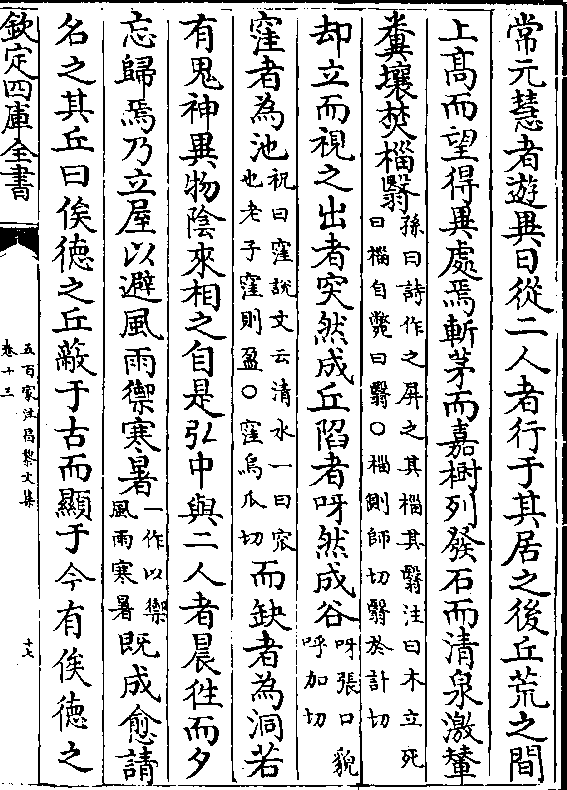 常元慧者遊異日從二人者行于其居之後丘荒之間
上髙而望得異處焉斬茅而嘉樹列發石而清泉激輦
糞壤焚椔翳孫曰詩作之屏之其椔其翳注曰木立死曰椔自斃曰翳○椔側師切翳於計切
却立而視之出者突然成丘陷者呀然成谷呀張口貌呼加切
窪者為池祝曰窪說文云清水一曰窊也老子窪則盈○窪烏瓜切而缺者為洞若
有鬼神異物陰來相之自是弘中與二人者晨徃而夕
忘歸焉乃立屋以避風雨禦寒暑一作以禦風雨寒暑既成愈請
名之其丘曰俟德之丘蔽于古而顯于今有俟德之
欽定四庫全書
五百家注昌黎文集
卷十三